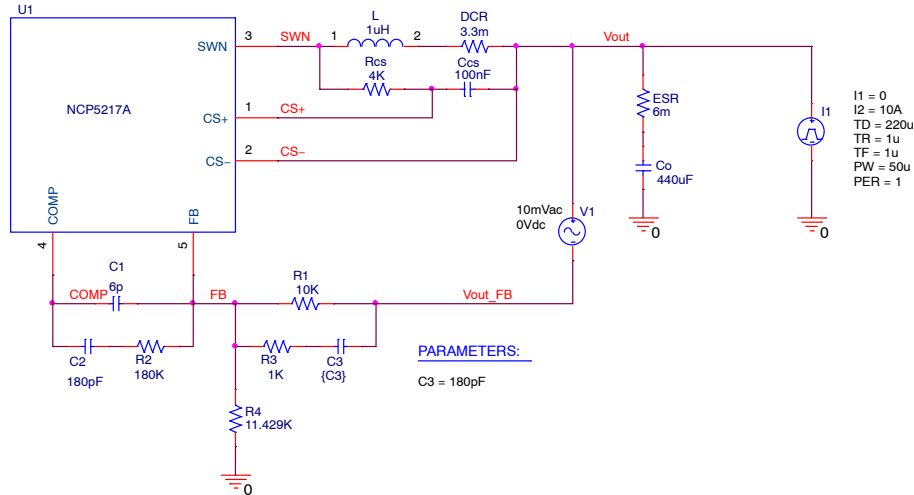 U1
NCP5217A
SWN
3
SWN
CS+
1
CS+
CS−
2
CS−
COMP
4
FB
5
L
1uH
1
2
DCR
3.3m
Rcs
4K
Ccs
100nF
Vout
ESR
6m
Co
440uF
0
I1
0
I1 = 0
I2 = 10A
TD = 220u
TR = 1u
TF = 1u
PW = 50u
PER = 1
10mVac
0Vdc
V1
C1
6p
COMP
FB
R1
10K
Vout_FB
C2
180pF
R2
180K
R3
1K
C3
{C3}
R4
11.429K
0
PARAMETERS:
C3 = 180pF